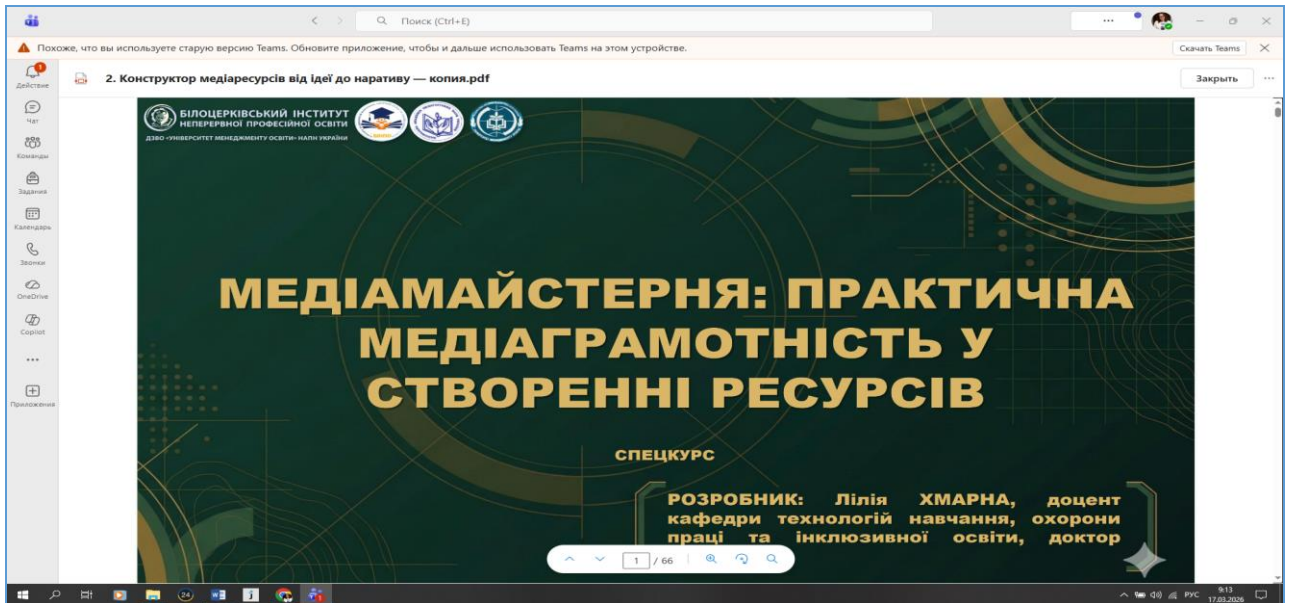 Поиск (Ctrl+E)
Похоже, что вы используете старую версию Teams. Обновите приложение, чтобы и дальше использовать Teams на этом устройстве.
Скачать Teams
Действие
Чат
Команды
Задания
Календарь
Звонки
OneDrive
Copilot
Приложения
2. Конструктор медіаресурсів від ідеї до наративу — копия.pdf
Закрыть
БІЛОЦЕРКІВСЬКИЙ ІНСТИТУТ
НЕПЕРЕРВНОЇ ПРОФЕСІЙНОЇ ОСВІТИ
ДЗВО «УНІВЕРСИТЕТ МЕНЕДЖМЕНТУ ОСВІТИ» НАПН УКРАЇНИ
МЕДІАМАЙСТЕРНЯ: ПРАКТИЧНА
МЕДІАГРАМОТНІСТЬ У
СТВОРЕННІ РЕСУРСІВ
СПЕЦКУРС
РОЗРОБНИК: Лілія ХМАРНА, доцент
кафедри технологій навчання, охорони
праці та інклюзивної освіти, доктор
1 / 66
24
РУС
9:13
17.03.2026